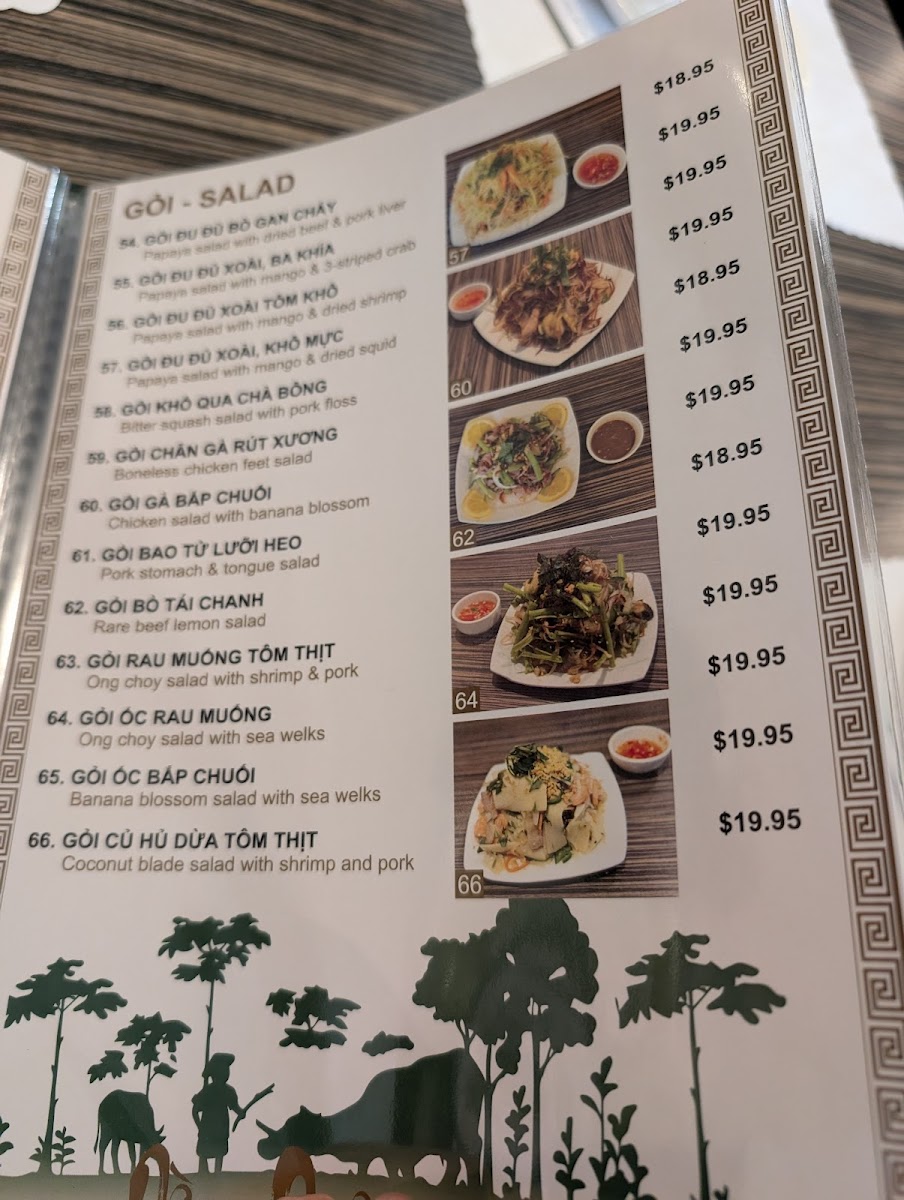 GỎI - SALAD
54. GỎI ĐU ĐỦ BÒ GAN CHÁY $18.95
Papaya salad with dried beef & pork liver
55. GỎI ĐU ĐỦ XOÀI, BA KHÍA $19.95
Papaya salad with mango & 3-striped crab
56. GỎI ĐU ĐỦ XOÀI TÔM KHÔ $19.95
Papaya salad with mango & dried shrimp
57. GỎI ĐU ĐỦ XOÀI, KHÔ MỰC $19.95
Papaya salad with mango & dried squid
58. GỎI KHÔ QUA CHÀ BÔNG $18.95
Bitter squash salad with pork floss
59. GỎI CHÂN GÀ RÚT XƯƠNG $19.95
Boneless chicken feet salad
60. GỎI GÀ BẮP CHUỐI $19.95
Chicken salad with banana blossom
61. GỎI BAO TỬ LƯỠI HEO $18.95
Pork stomach & tongue salad
62. GỎI BÒ TÁI CHANH $19.95
Rare beef lemon salad
63. GỎI RAU MUỐNG TÔM THỊT $19.95
Ong choy salad with shrimp & pork
64. GỎI ỐC RAU MUỐNG $19.95
Ong choy salad with sea welks
65. GỎI ỐC BẮP CHUỐI $19.95
Banana blossom salad with sea welks
66. GỎI CỦ HỦ DỪA TÔM THỊT $19.95
Coconut blade salad with shrimp and pork
57
60
62
64
66